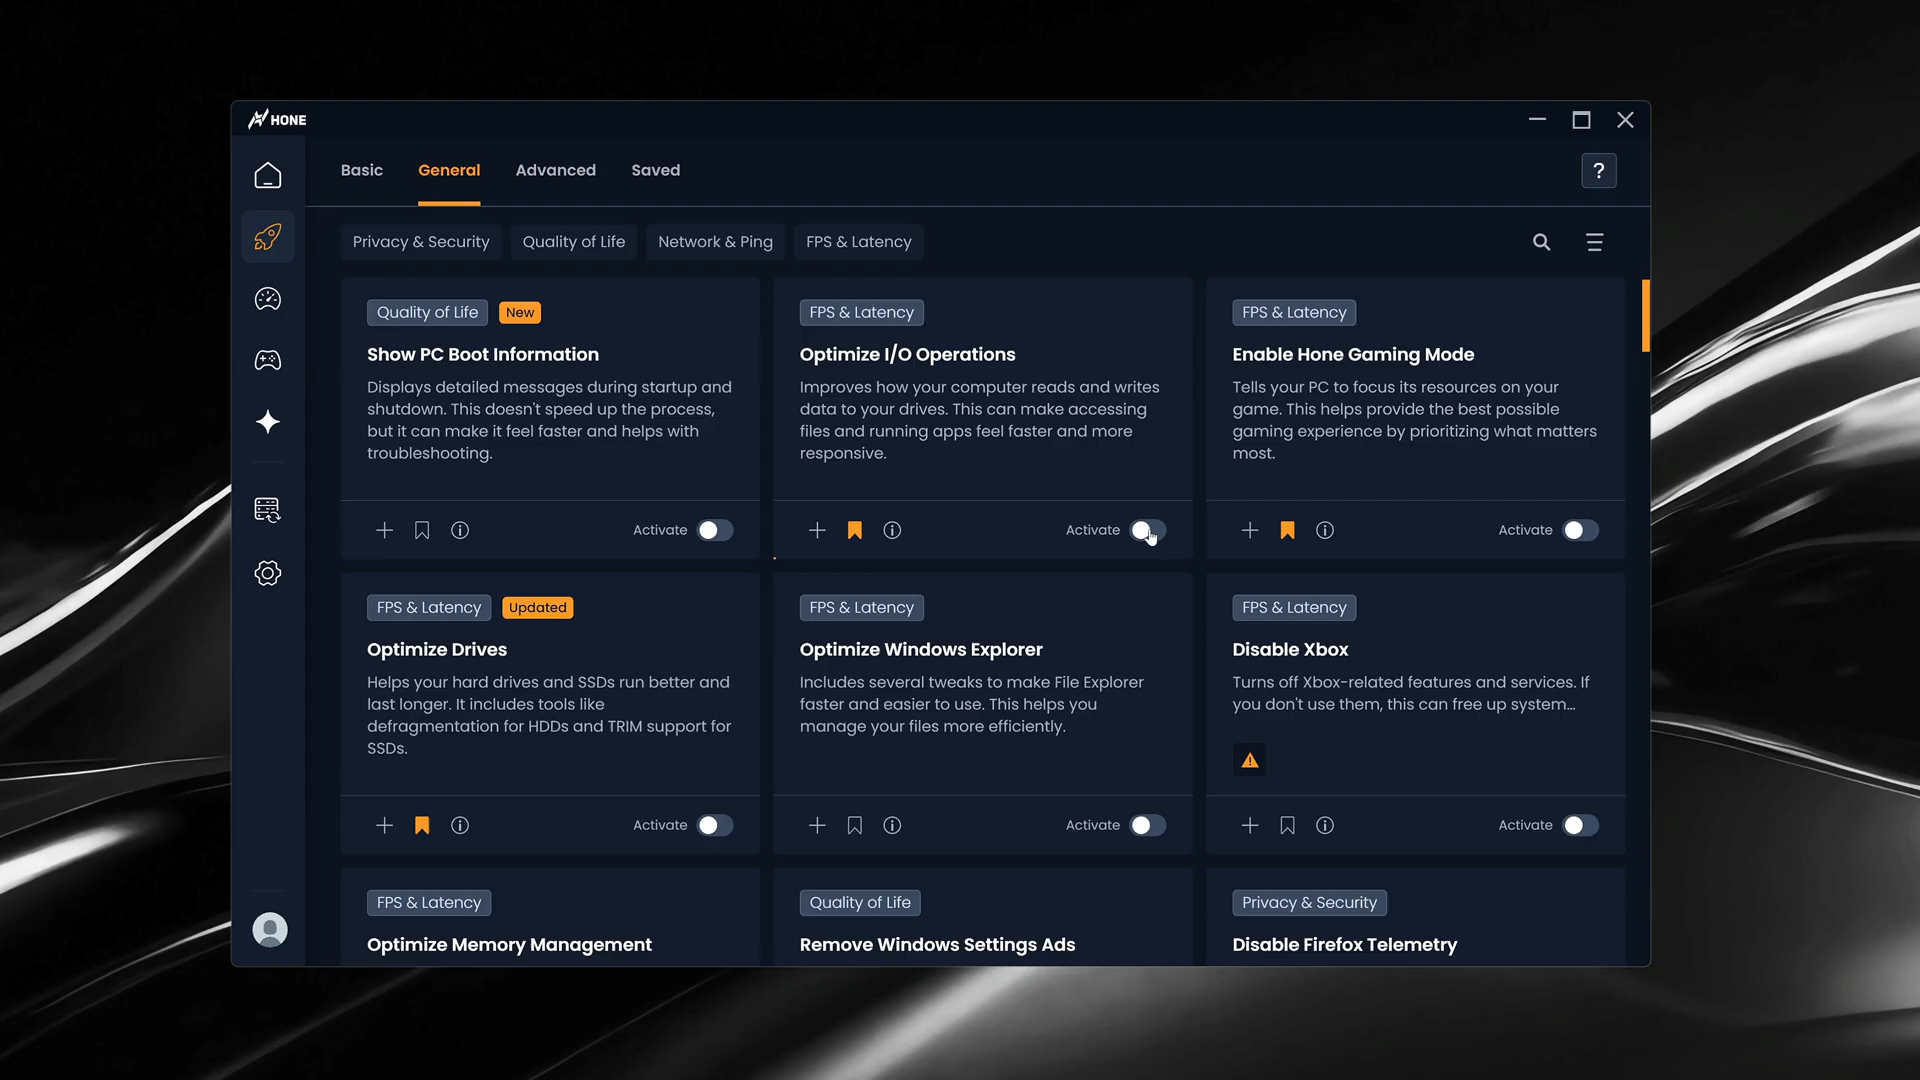 HONE
Basic
General
Advanced
Saved
?
Privacy & Security
Quality of Life
Network & Ping
FPS & Latency
Quality of Life
New
Show PC Boot Information
Displays detailed messages during startup and
shutdown. This doesn't speed up the process,
but it can make it feel faster and helps with
troubleshooting.
Activate
FPS & Latency
Optimize I/O Operations
Improves how your computer reads and writes
data to your drives. This can make accessing
files and running apps feel faster and more
responsive.
Activate
FPS & Latency
Enable Hone Gaming Mode
Tells your PC to focus its resources on your
game. This helps provide the best possible
gaming experience by prioritizing what matters
most.
Activate
FPS & Latency
Updated
Optimize Drives
Helps your hard drives and SSDs run better and
last longer. It includes tools like
defragmentation for HDDs and TRIM support for
SSDs.
Activate
FPS & Latency
Optimize Windows Explorer
Includes several tweaks to make File Explorer
faster and easier to use. This helps you
manage your files more efficiently.
Activate
FPS & Latency
Disable Xbox
Turns off Xbox-related features and services. If
you don't use them, this can free up system...
Activate
FPS & Latency
Optimize Memory Management
Quality of Life
Remove Windows Settings Ads
Privacy & Security
Disable Firefox Telemetry